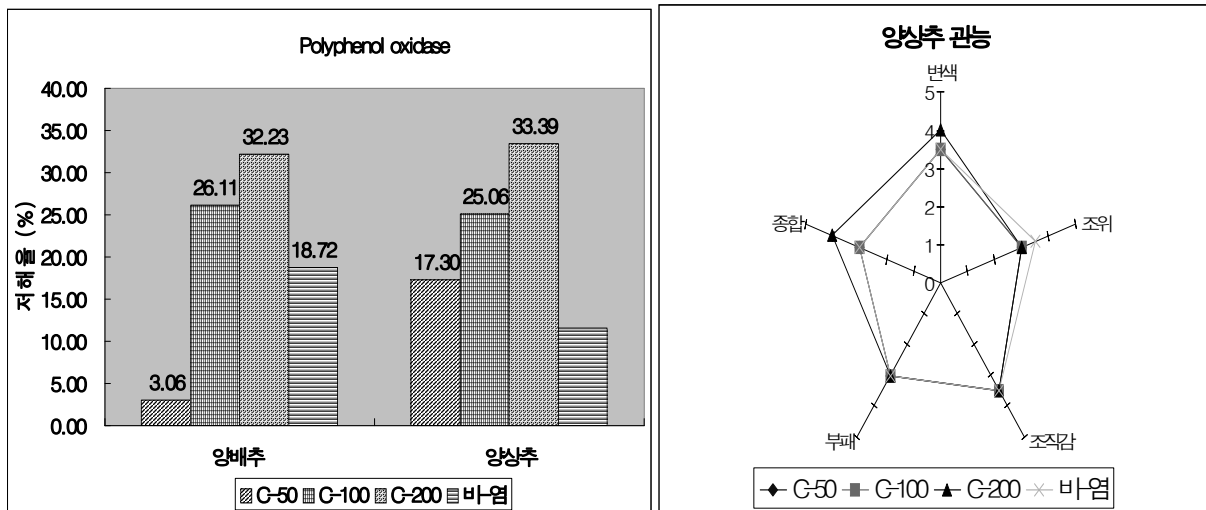 Polyphenol oxidase
저해율 (%)
40.00
35.00
30.00
25.00
20.00
15.00
10.00
5.00
0.00
3.06
26.11
32.23
18.72
17.30
25.06
33.39
양배추
양상추
C-50 C-100 C-200 비-염
양상추 관능
변색
5
4
3
2
1
0
종합
조위
부패
조직감
C-50 C-100 C-200 비-염